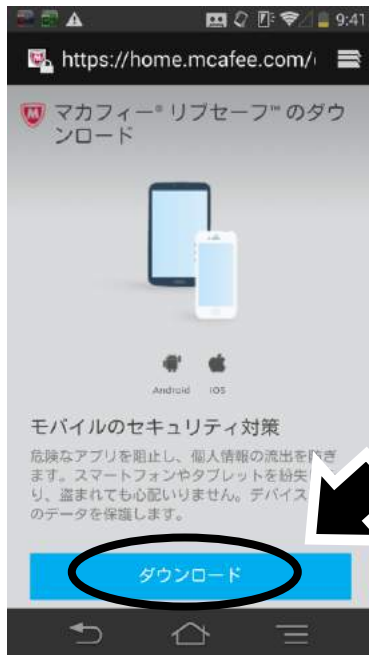 9:41
https://home.mcafee.com/
マカフィー® リブセーフ™ のダウ
ンロード
Android iOS
モバイルのセキュリティ対策
危険なアプリを阻止し、個人情報の流出を防ぎ
ます。スマートフォンやタブレットを紛失
り、盗まれても心配いりません。デバイス
のデータを保護します。
ダウンロード